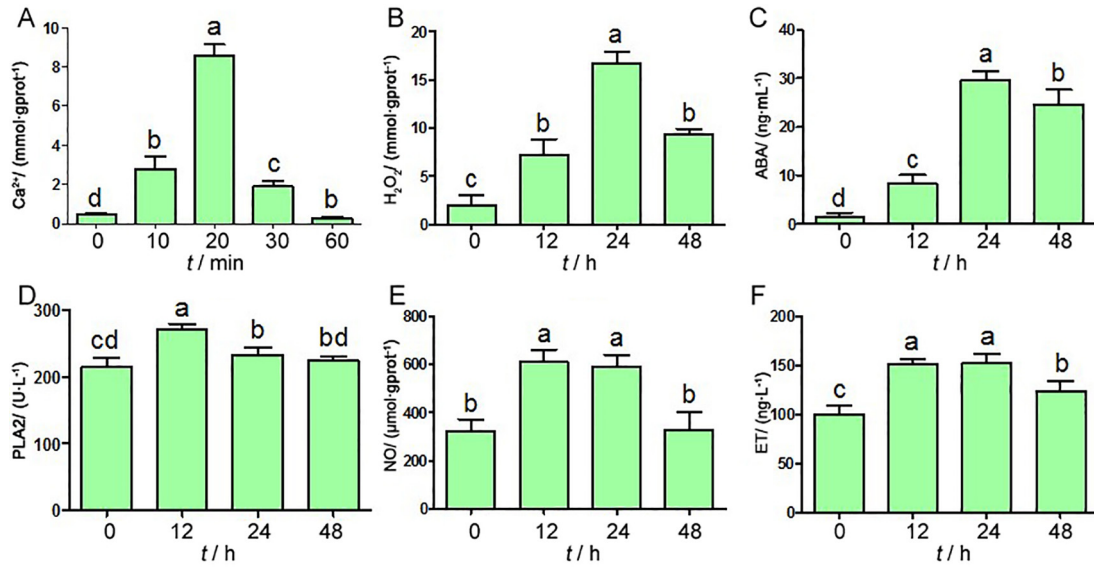 A
Ca²⁺/ (mmol·gprot⁻¹)
10
8
6
4
2
0
d
b
a
c
b
0 10 20 30 60
t / min
B
H₂O₂/ (mmol·gprot⁻¹)
20
15
10
5
0
c
b
a
b
0 12 24 48
t / h
C
ABA/ (ng·mL⁻¹)
40
30
20
10
0
d
c
a
b
0 12 24 48
t / h
D
PLA2/ (U·L⁻¹)
300
200
100
0
cd
a
b
bd
0 12 24 48
t / h
E
NO/ (μmol·gprot⁻¹)
800
600
400
200
0
b
a
a
b
0 12 24 48
t / h
F
ET/ (ng·L⁻¹)
200
150
100
50
0
c
a
a
b
0 12 24 48
t / h